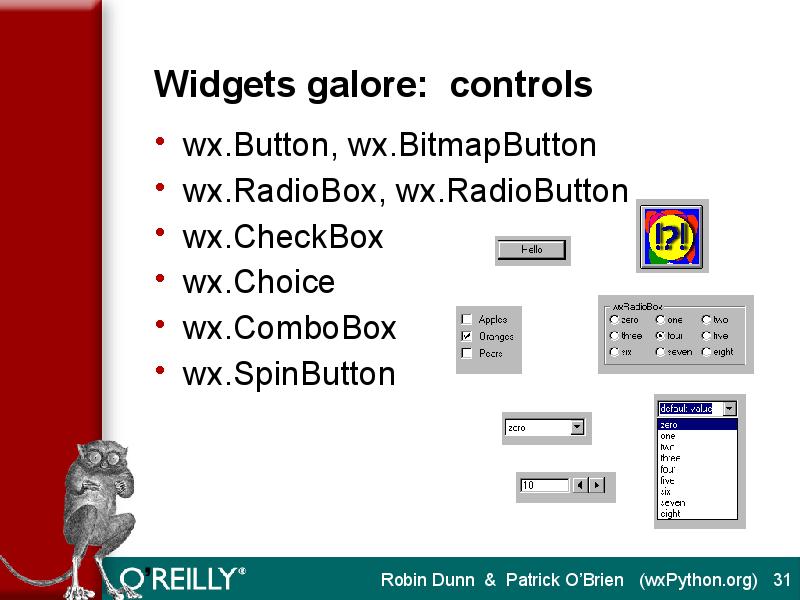 Widgets galore: controls
• wx.Button, wx.BitmapButton
• wx.RadioBox, wx.RadioButton
• wx.CheckBox
• wx.Choice
• wx.ComboBox
• wx.SpinButton
Hello
!?!
Apples
Oranges
Pears
wxRadioBox
zero one two
three four five
six seven eight
zero
10
default value
zero
one
two
three
four
five
six
seven
eight
O'REILLY®
Robin Dunn & Patrick O'Brien (wxPython.org) 31